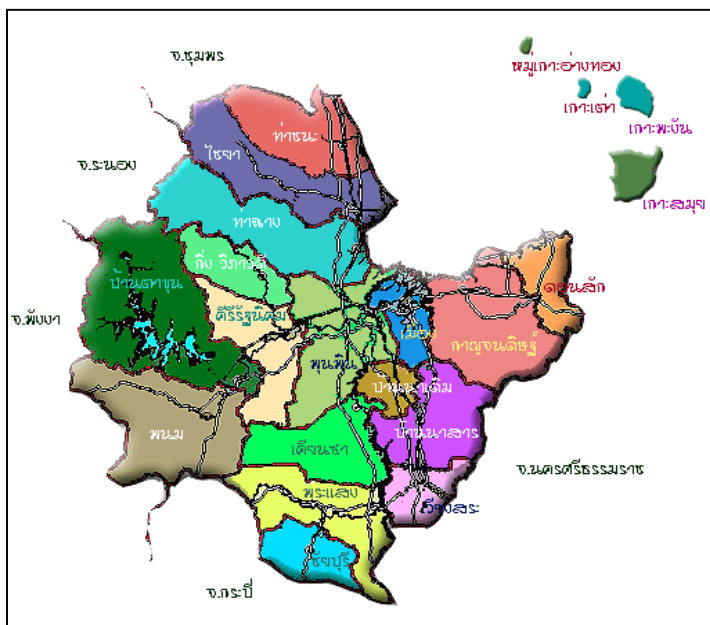 จ.ชุมพร
หมู่เกาะอ่างทอง
เกาะเต่า
เกาะพะงัน
ท่าชนะ
ไชยา
จ.ระนอง
เกาะสมุย
ท่าฉาง
กิ่ง วิภาวดี
บ้านตาขุน
ดอนสัก
คีรีรัฐนิคม
จ.พังงา
เมือง
กาญจนดิษฐ์
พุนพิน
บ้านนาเดิม
พนม
บ้านนาสาร
เคียนซา
จ.นครศรีธรรมราช
พระแสง
เวียงสระ
ชัยบุรี
จ.กระบี่